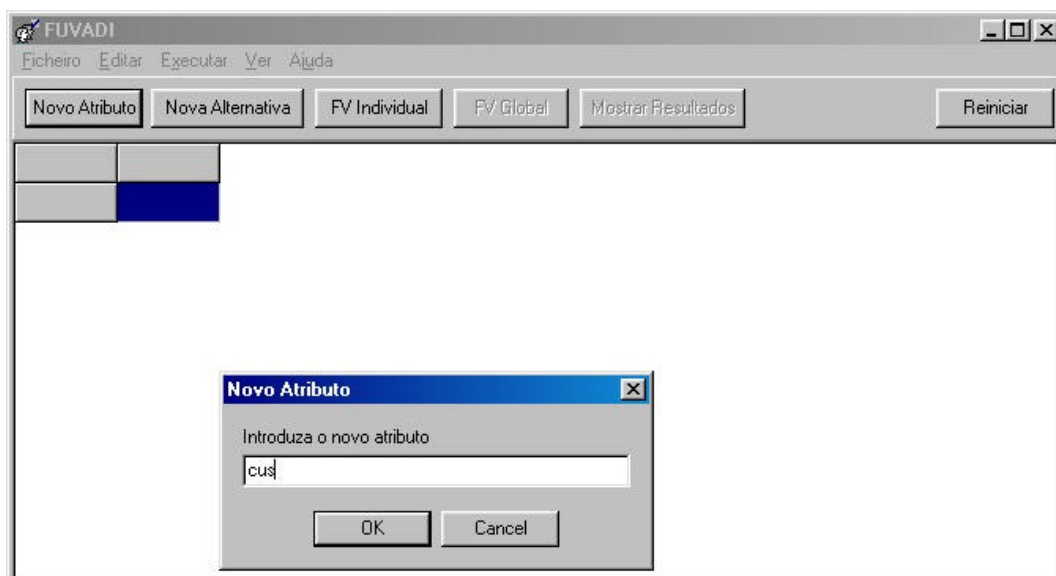 FUVADI
Ficheiro Editar Executar Ver Ajuda
Novo Atributo Nova Alternativa FV Individual FV Global Mostrar Resultados Reiniciar
Novo Atributo
Introduza o novo atributo
cus
OK Cancel